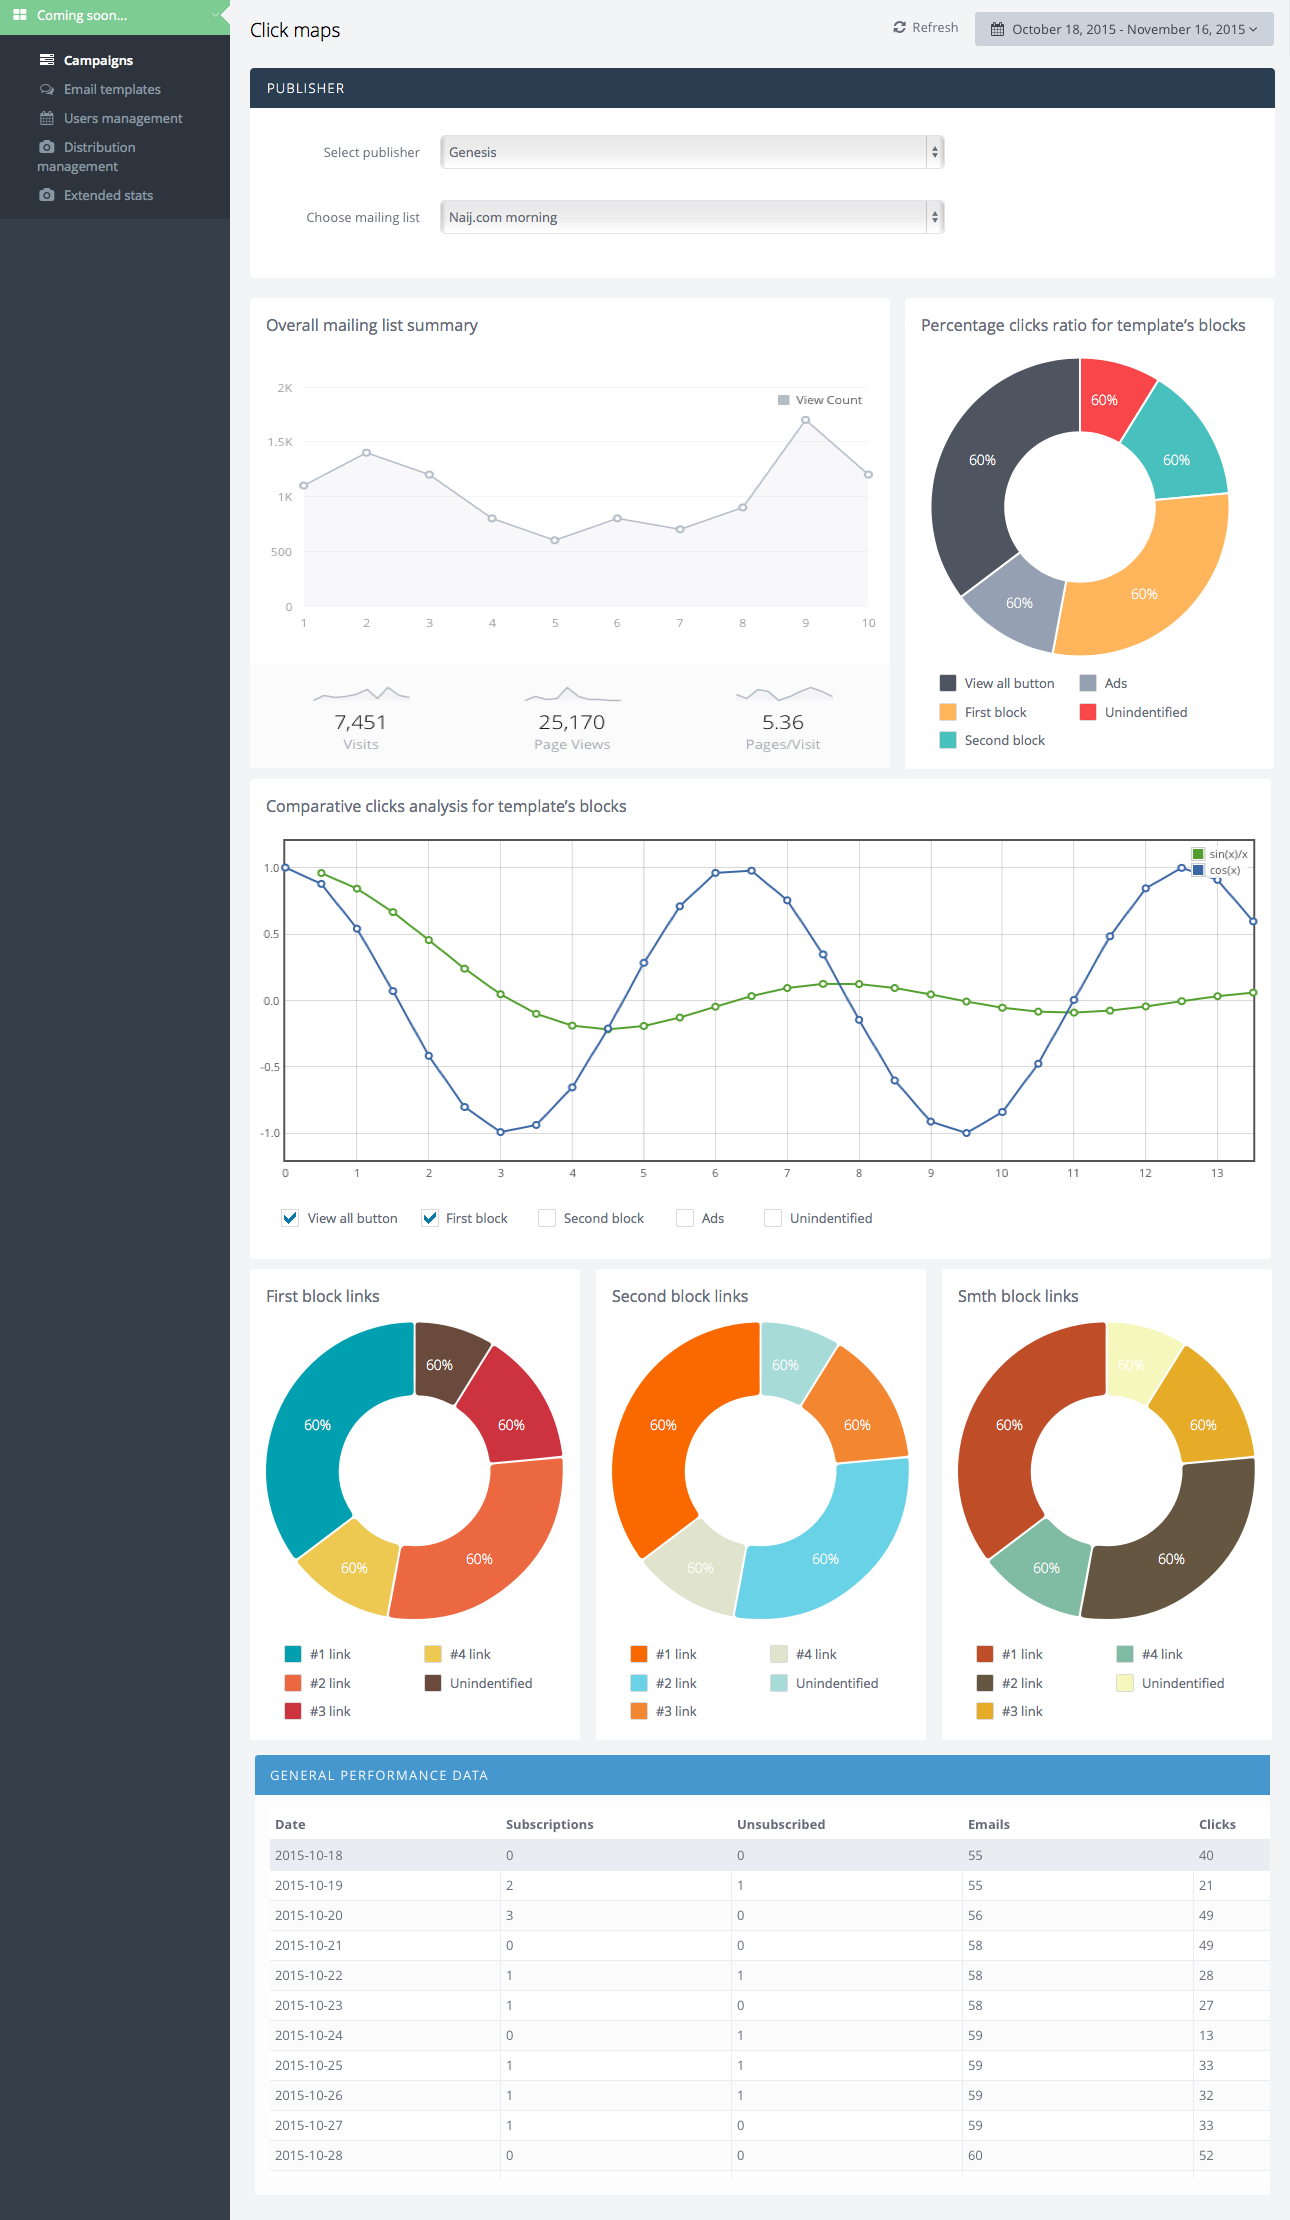 Coming soon...
Campaigns
Email templates
Users management
Distribution
management
Extended stats
Click maps
Refresh
October 18, 2015 - November 16, 2015
PUBLISHER
Select publisher
Genesis
Choose mailing list
Naij.com morning
Overall mailing list summary
2K
1.5K
1K
500
0
View Count
1 2 3 4 5 6 7 8 9 10
7,451
Visits
25,170
Page Views
5.36
Pages/Visit
Percentage clicks ratio for template's blocks
60%
60%
60%
60%
60%
View all button
Ads
First block
Unindentified
Second block
Comparative clicks analysis for template's blocks
sin(x)/x
cos(x)
1.0
0.5
0.0
-0.5
-1.0
0 1 2 3 4 5 6 7 8 9 10 11 12 13
View all button
First block
Second block
Ads
Unindentified
First block links
60%
60%
60%
60%
60%
#1 link
#4 link
#2 link
Unindentified
#3 link
Second block links
60%
60%
60%
60%
60%
#1 link
#4 link
#2 link
Unindentified
#3 link
Smth block links
60%
60%
60%
60%
60%
#1 link
#4 link
#2 link
Unindentified
#3 link
GENERAL PERFORMANCE DATA
Date Subscriptions Unsubscribed Emails Clicks
2015-10-18 0 0 55 40
2015-10-19 2 1 55 21
2015-10-20 3 0 56 49
2015-10-21 0 0 58 49
2015-10-22 1 1 58 28
2015-10-23 1 0 58 27
2015-10-24 0 1 59 13
2015-10-25 1 1 59 33
2015-10-26 1 1 59 32
2015-10-27 1 0 59 33
2015-10-28 0 0 60 52